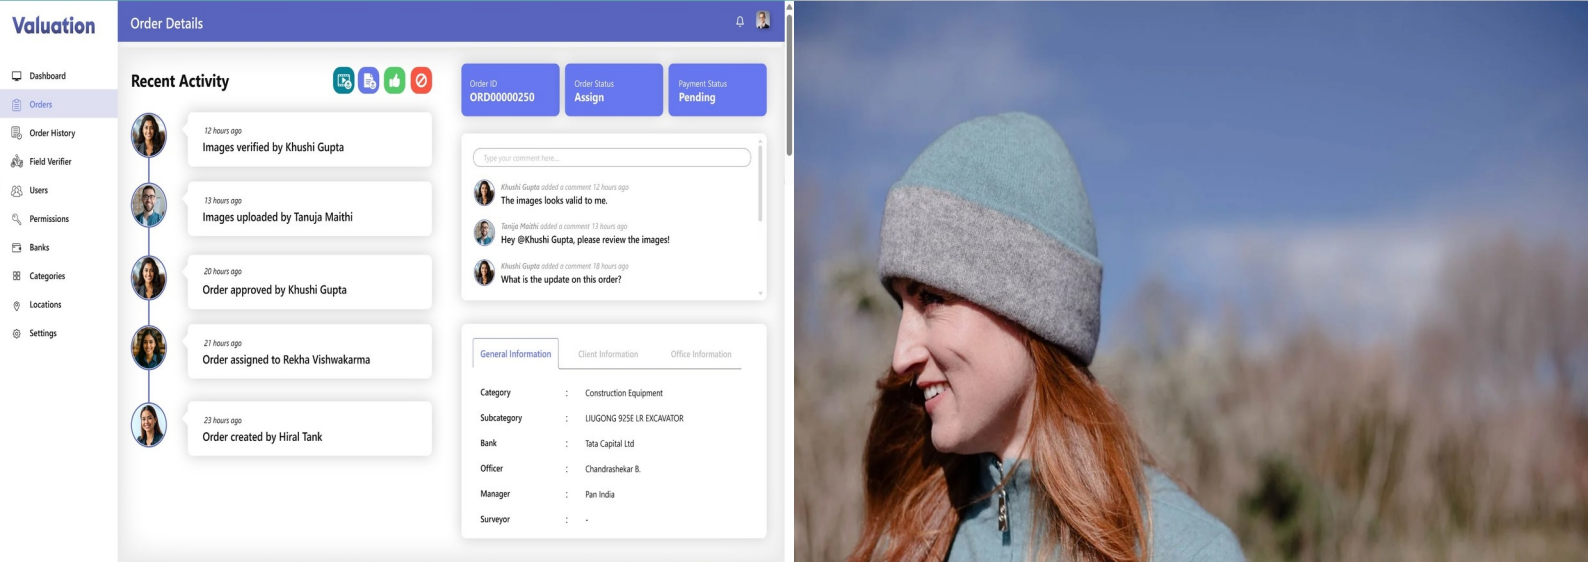 Valuation
Order Details
Dashboard
Orders
Order History
Field Verifier
Users
Permissions
Banks
Categories
Locations
Settings
Recent Activity
12 hours ago
Images verified by Khushi Gupta
13 hours ago
Images uploaded by Tanuja Maithi
20 hours ago
Order approved by Khushi Gupta
21 hours ago
Order assigned to Rekha Vishwakarma
23 hours ago
Order created by Hiral Tank
Order ID
ORD00000250
Order Status
Assign
Payment Status
Pending
Type your comment here...
Khushi Gupta added a comment 12 hours ago
The images looks valid to me.
Tanija Maithi added a comment 13 hours ago
Hey @Khushi Gupta, please review the images!
Khushi Gupta added a comment 18 hours ago
What is the update on this order?
General Information Client Information Office Information
Category : Construction Equipment
Subcategory : LIUGONG 925E LR EXCAVATOR
Bank : Tata Capital Ltd
Officer : Chandrashekar B.
Manager : Pan India
Surveyor : -